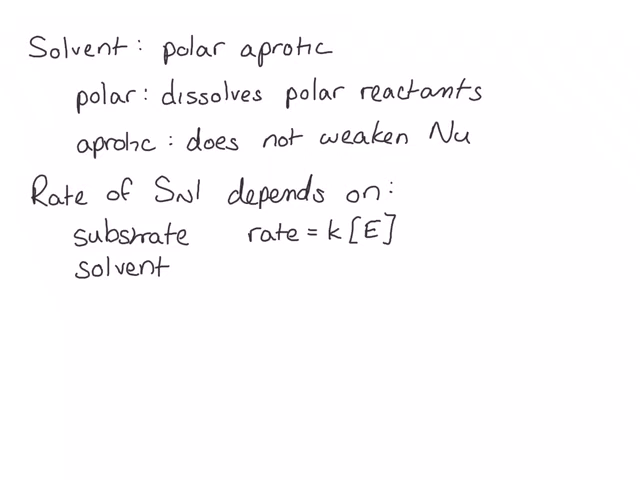 Solvent: polar aprotic
polar: dissolves polar reactants
aprotic: does not weaken Nu
Rate of SN1 depends on:
substrate rate = k[E]
solvent